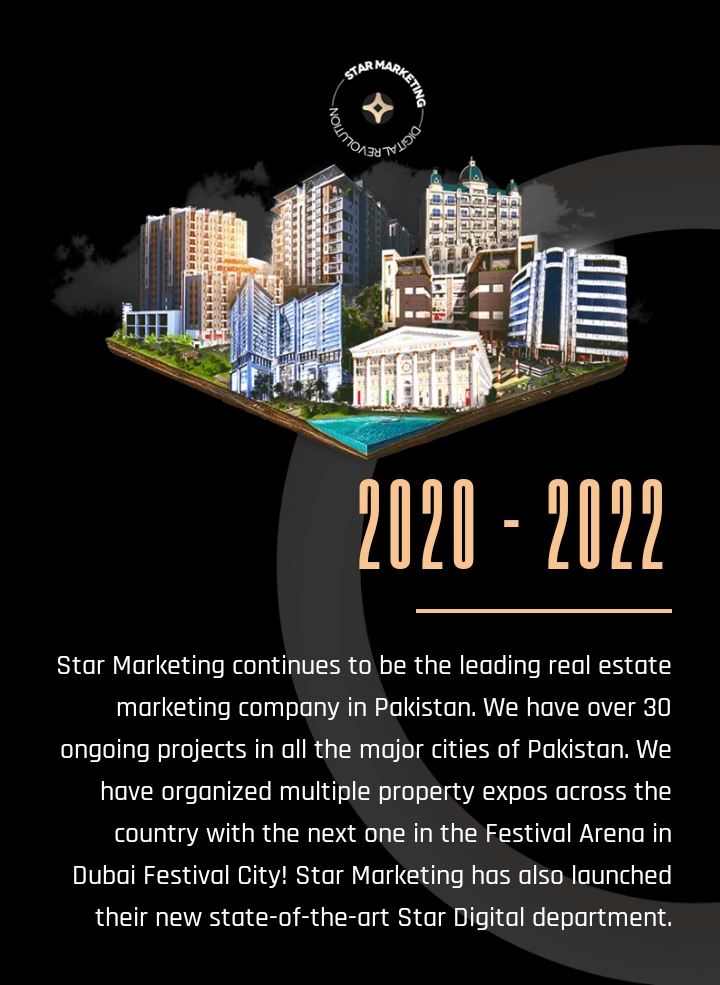 STAR MARKETING
DIGITAL REVOLUTION
2020 - 2022
Star Marketing continues to be the leading real estate
marketing company in Pakistan. We have over 30
ongoing projects in all the major cities of Pakistan. We
have organized multiple property expos across the
country with the next one in the Festival Arena in
Dubai Festival City! Star Marketing has also launched
their new state-of-the-art Star Digital department.